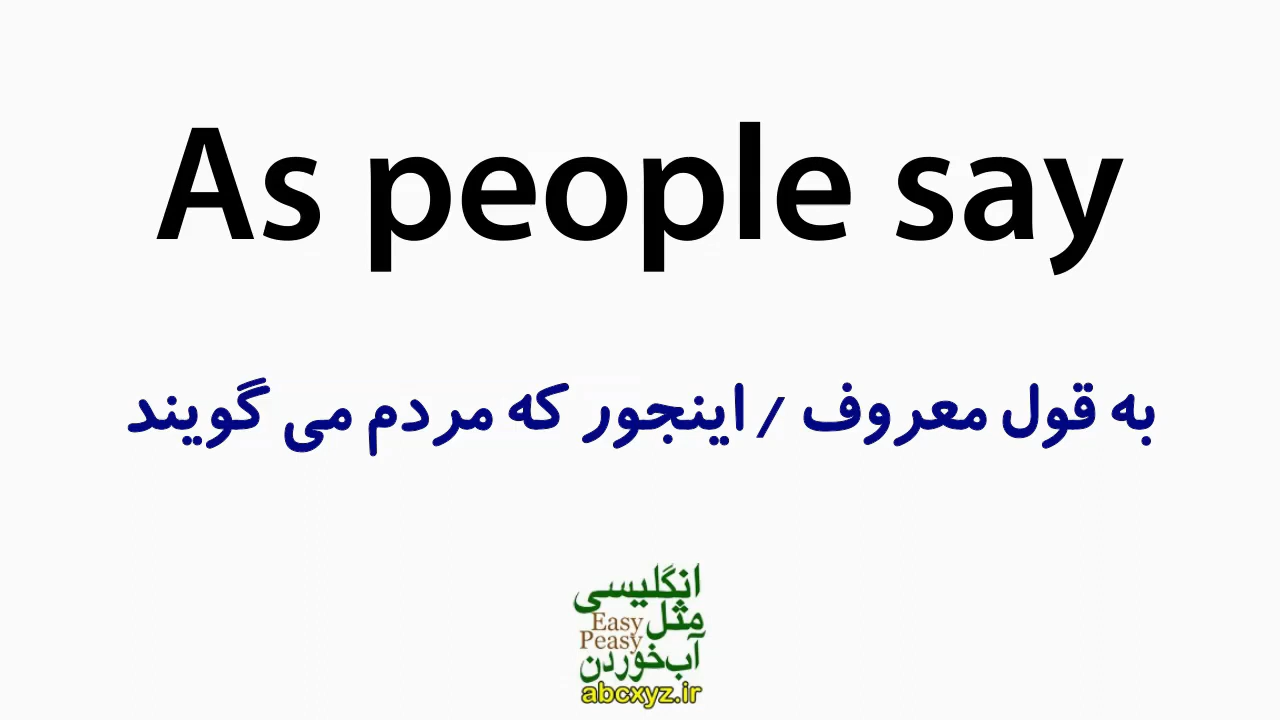 As people say
به قول معروف / اینجور که مردم می گویند
انگلیسی
مثل Easy
Peasy
آب‌خوردن
abcxyz.ir